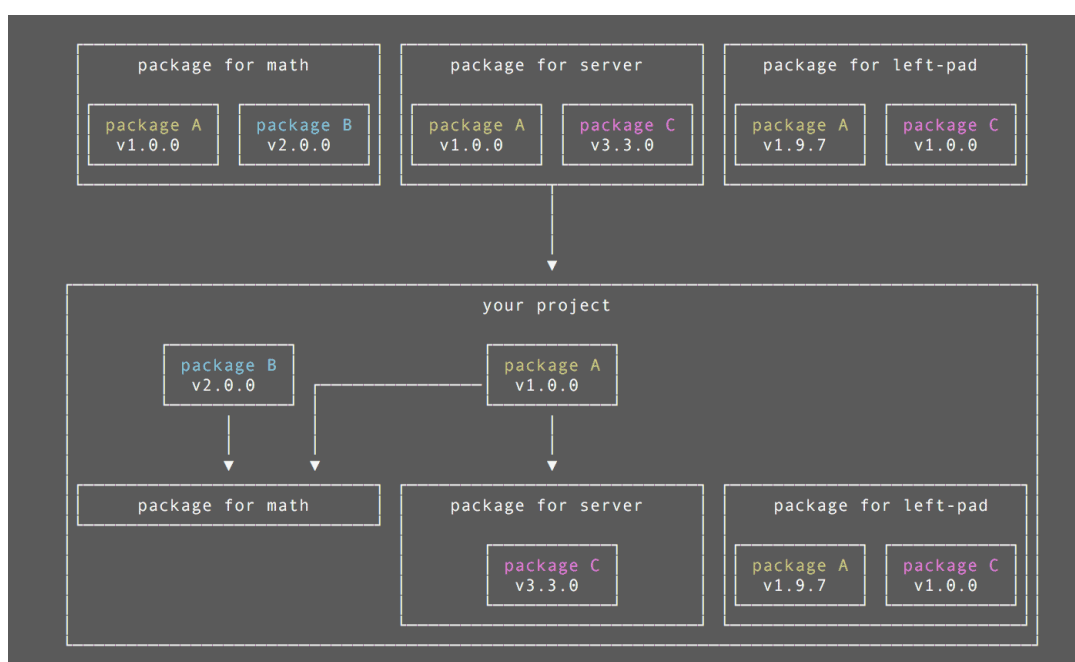 package for math
package for server
package for left-pad
package A
v1.0.0
package B
v2.0.0
package A
v1.0.0
package C
v3.3.0
package A
v1.9.7
package C
v1.0.0
your project
package B
v2.0.0
package A
v1.0.0
package for math
package for server
package for left-pad
package C
v3.3.0
package A
v1.9.7
package C
v1.0.0